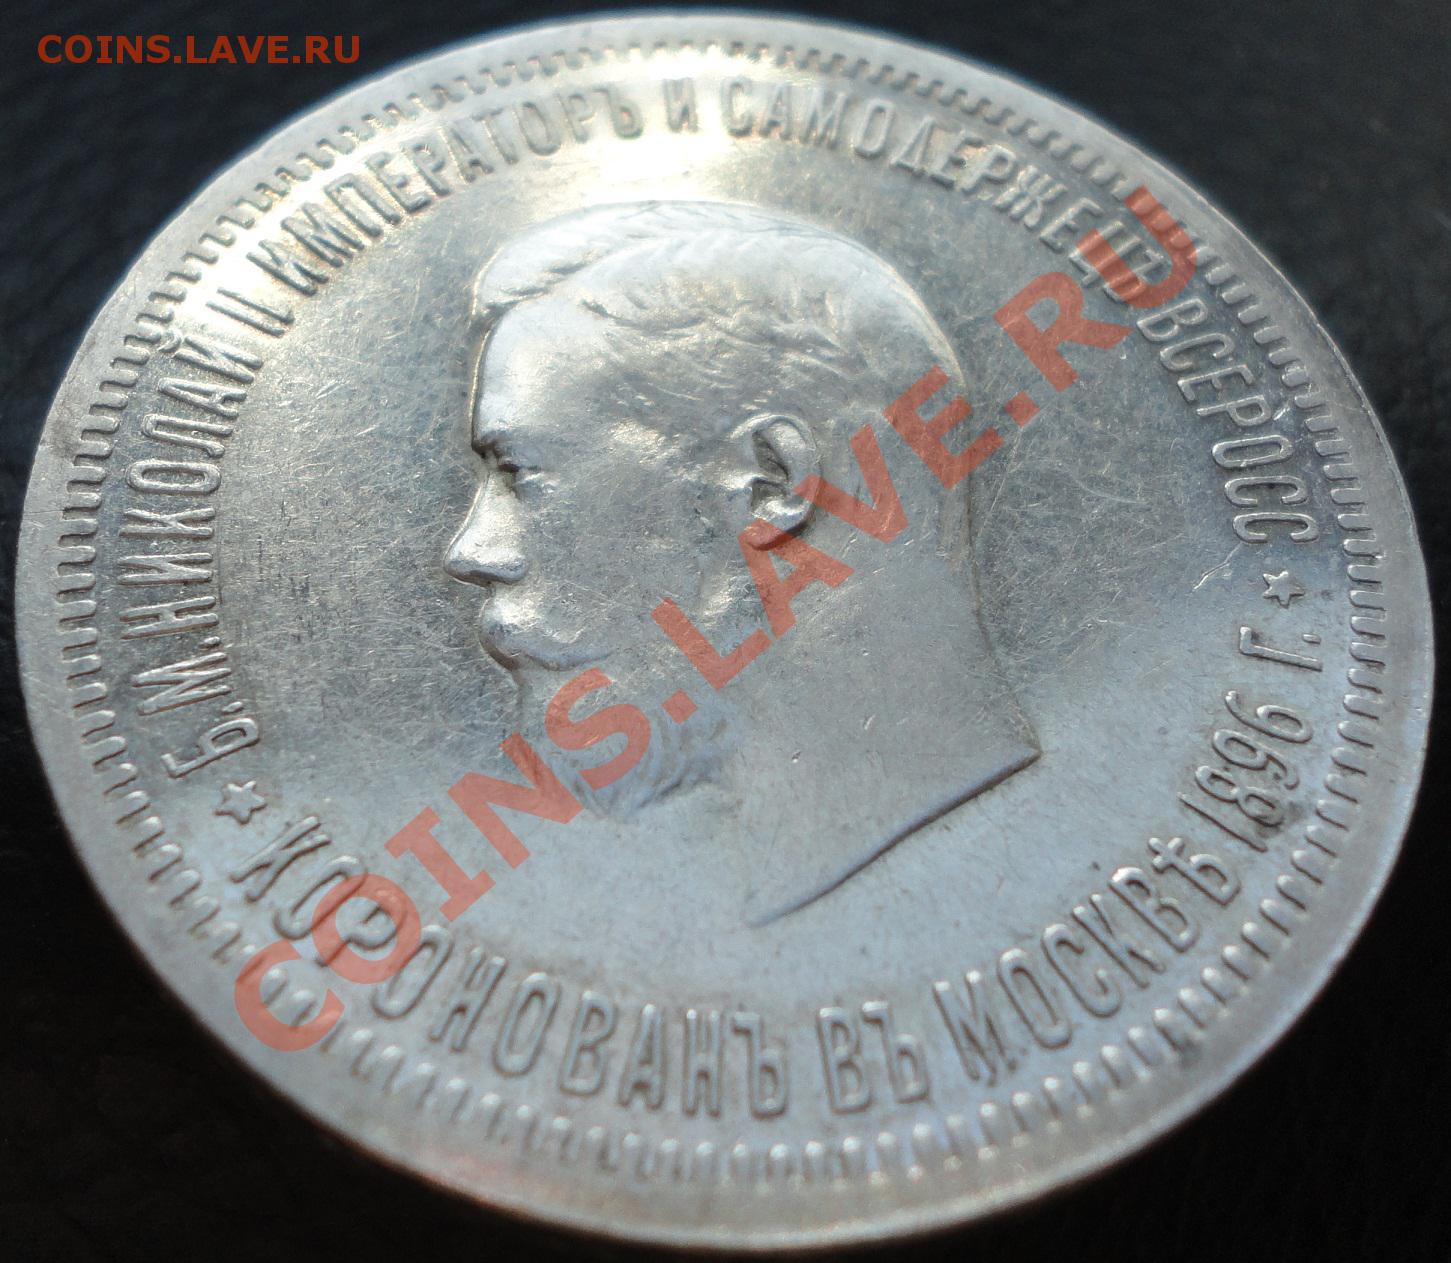 COINS.LAVE.RU
Б.М.НИКОЛАЙ II ИМПЕРАТОРЪ И САМОДЕРЖЕЦЪ ВСЕРОСС
КОРОНОВАНЪ ВЪ МОСКВѢ 1896 Г.
COINS.LAVE.RU